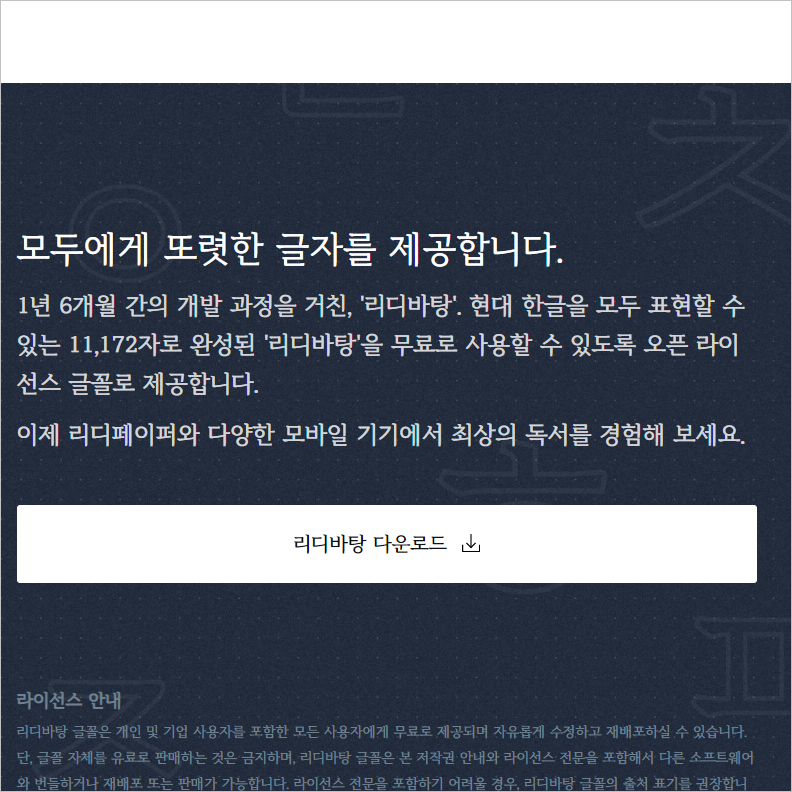 모두에게 또렷한 글자를 제공합니다.
1년 6개월 간의 개발 과정을 거친, '리디바탕'. 현대 한글을 모두 표현할 수
있는 11,172자로 완성된 '리디바탕'을 무료로 사용할 수 있도록 오픈 라이
선스 글꼴로 제공합니다.
이제 리디페이퍼와 다양한 모바일 기기에서 최상의 독서를 경험해 보세요.
리디바탕 다운로드
라이선스 안내
리디바탕 글꼴은 개인 및 기업 사용자를 포함한 모든 사용자에게 무료로 제공되며 자유롭게 수정하고 재배포하실 수 있습니다.
단, 글꼴 자체를 유료로 판매하는 것은 금지하며, 리디바탕 글꼴은 본 저작권 안내와 라이선스 전문을 포함해서 다른 소프트웨어
와 번들하거나 재배포 또는 판매가 가능합니다. 라이선스 전문을 포함하기 어려울 경우, 리디바탕 글꼴의 출처 표기를 권장합니